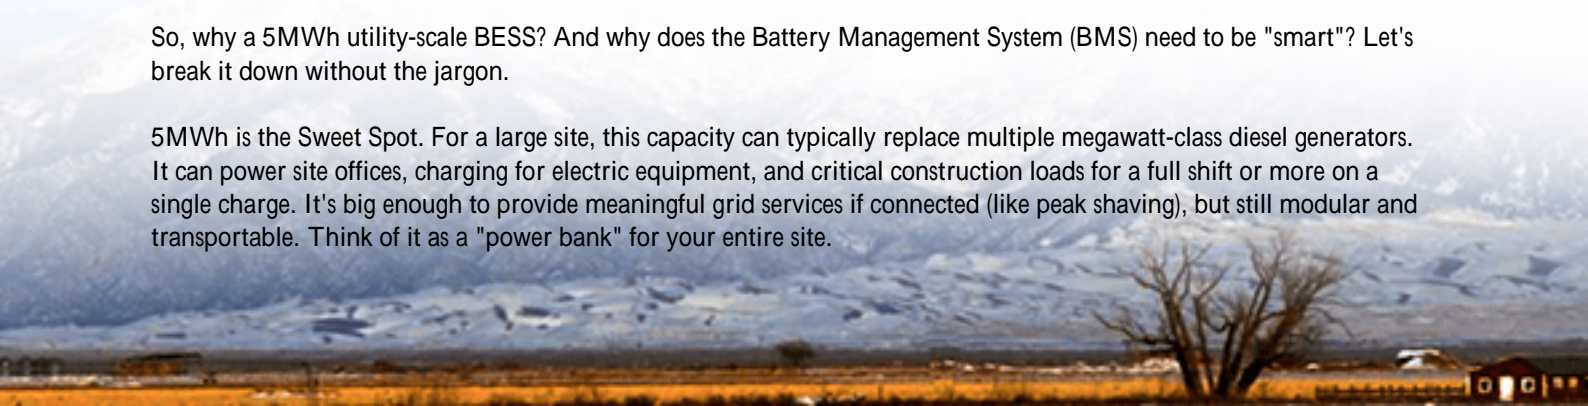 So, why a 5MWh utility-scale BESS? And why does the Battery Management System (BMS) need to be "smart"? Let's
break it down without the jargon.
5MWh is the Sweet Spot. For a large site, this capacity can typically replace multiple megawatt-class diesel generators.
It can power site offices, charging for electric equipment, and critical construction loads for a full shift or more on a
single charge. It's big enough to provide meaningful grid services if connected (like peak shaving), but still modular and
transportable. Think of it as a "power bank" for your entire site.